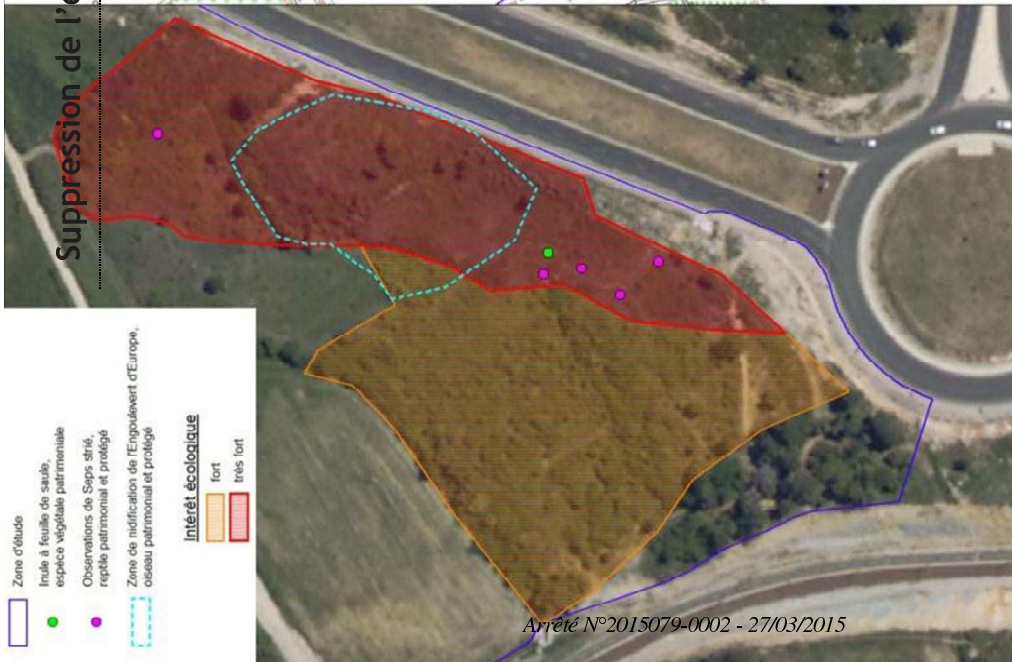 Suppression de l'e
Zone d'étude
Inule à feuille de saule,
espèce végétale patrimoniale
Observations de Seps strié,
reptile patrimonial et protégé
Zone de nidification de l'Engoulevent d'Europe,
oiseau patrimonial et protégé
Intérêt écologique
fort
très fort
Arrêté N°2015079-0002 - 27/03/2015